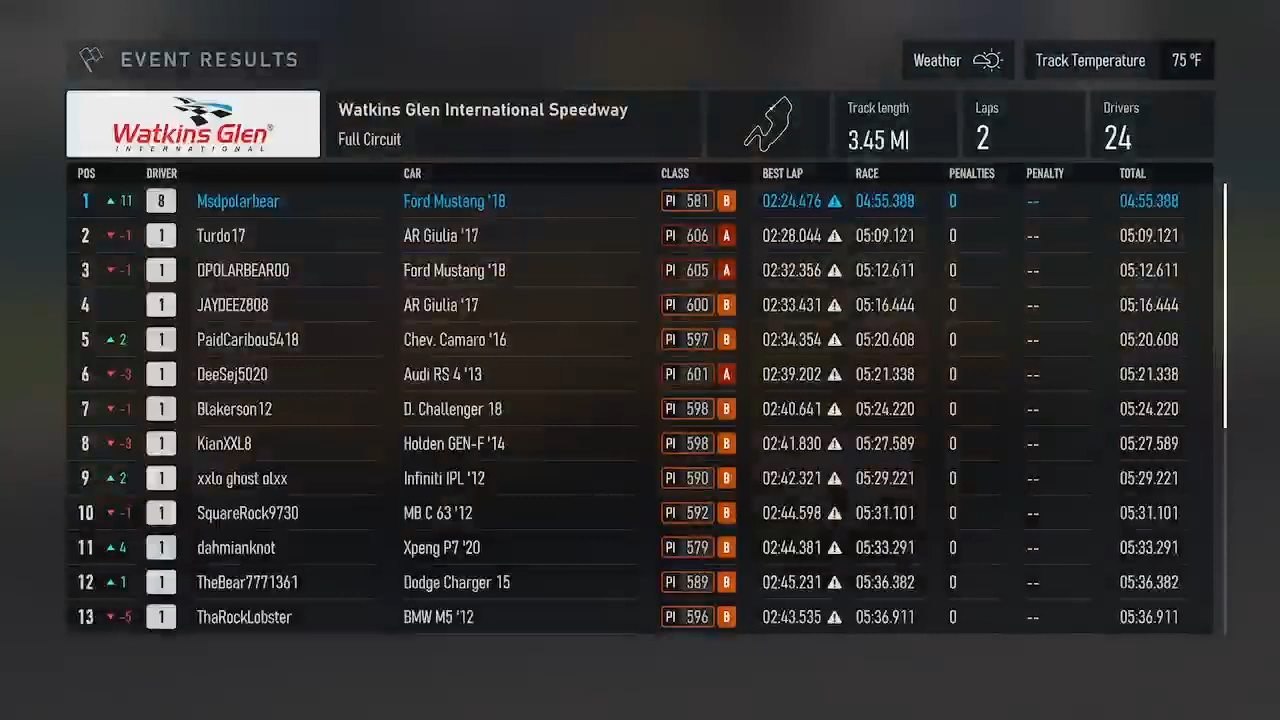 EVENT RESULTS
Weather
Track Temperature 75 °F
Watkins Glen®
INTERNATIONAL
Watkins Glen International Speedway
Full Circuit
Track length
3.45 MI
Laps
2
Drivers
24
POS DRIVER CAR CLASS BEST LAP RACE PENALTIES PENALTY TOTAL
1 11 8 Msdpolarbear Ford Mustang '18 PI 581 B 02:24.476 04:55.388 0 -- 04:55.388
2 -1 1 Turdo17 AR Giulia '17 PI 606 A 02:28.044 05:09.121 0 -- 05:09.121
3 -1 1 OPOLARBEAROO Ford Mustang '18 PI 605 A 02:32.356 05:12.611 0 -- 05:12.611
4 1 JAYDEEZ808 AR Giulia '17 PI 600 B 02:33.431 05:16.444 0 -- 05:16.444
5 2 1 PaidCaribou5418 Chev. Camaro '16 PI 597 B 02:34.354 05:20.608 0 -- 05:20.608
6 -3 1 DeeSej5020 Audi RS 4 '13 PI 601 A 02:39.202 05:21.338 0 -- 05:21.338
7 -1 1 Blakerson12 D. Challenger 18 PI 598 B 02:40.641 05:24.220 0 -- 05:24.220
8 -3 1 KianXXL8 Holden GEN-F '14 PI 598 B 02:41.830 05:27.589 0 -- 05:27.589
9 2 1 xxlo ghost olxx Infiniti IPL '12 PI 590 B 02:42.321 05:29.221 0 -- 05:29.221
10 -1 1 SquareRock9730 MB C 63 '12 PI 592 B 02:44.598 05:31.101 0 -- 05:31.101
11 4 1 dahmianknot Xpeng P7 '20 PI 579 B 02:44.381 05:33.291 0 -- 05:33.291
12 1 1 TheBear7771361 Dodge Charger 15 PI 589 B 02:45.231 05:36.382 0 -- 05:36.382
13 -5 1 ThaRockLobster BMW M5 '12 PI 596 B 02:43.535 05:36.911 0 -- 05:36.911